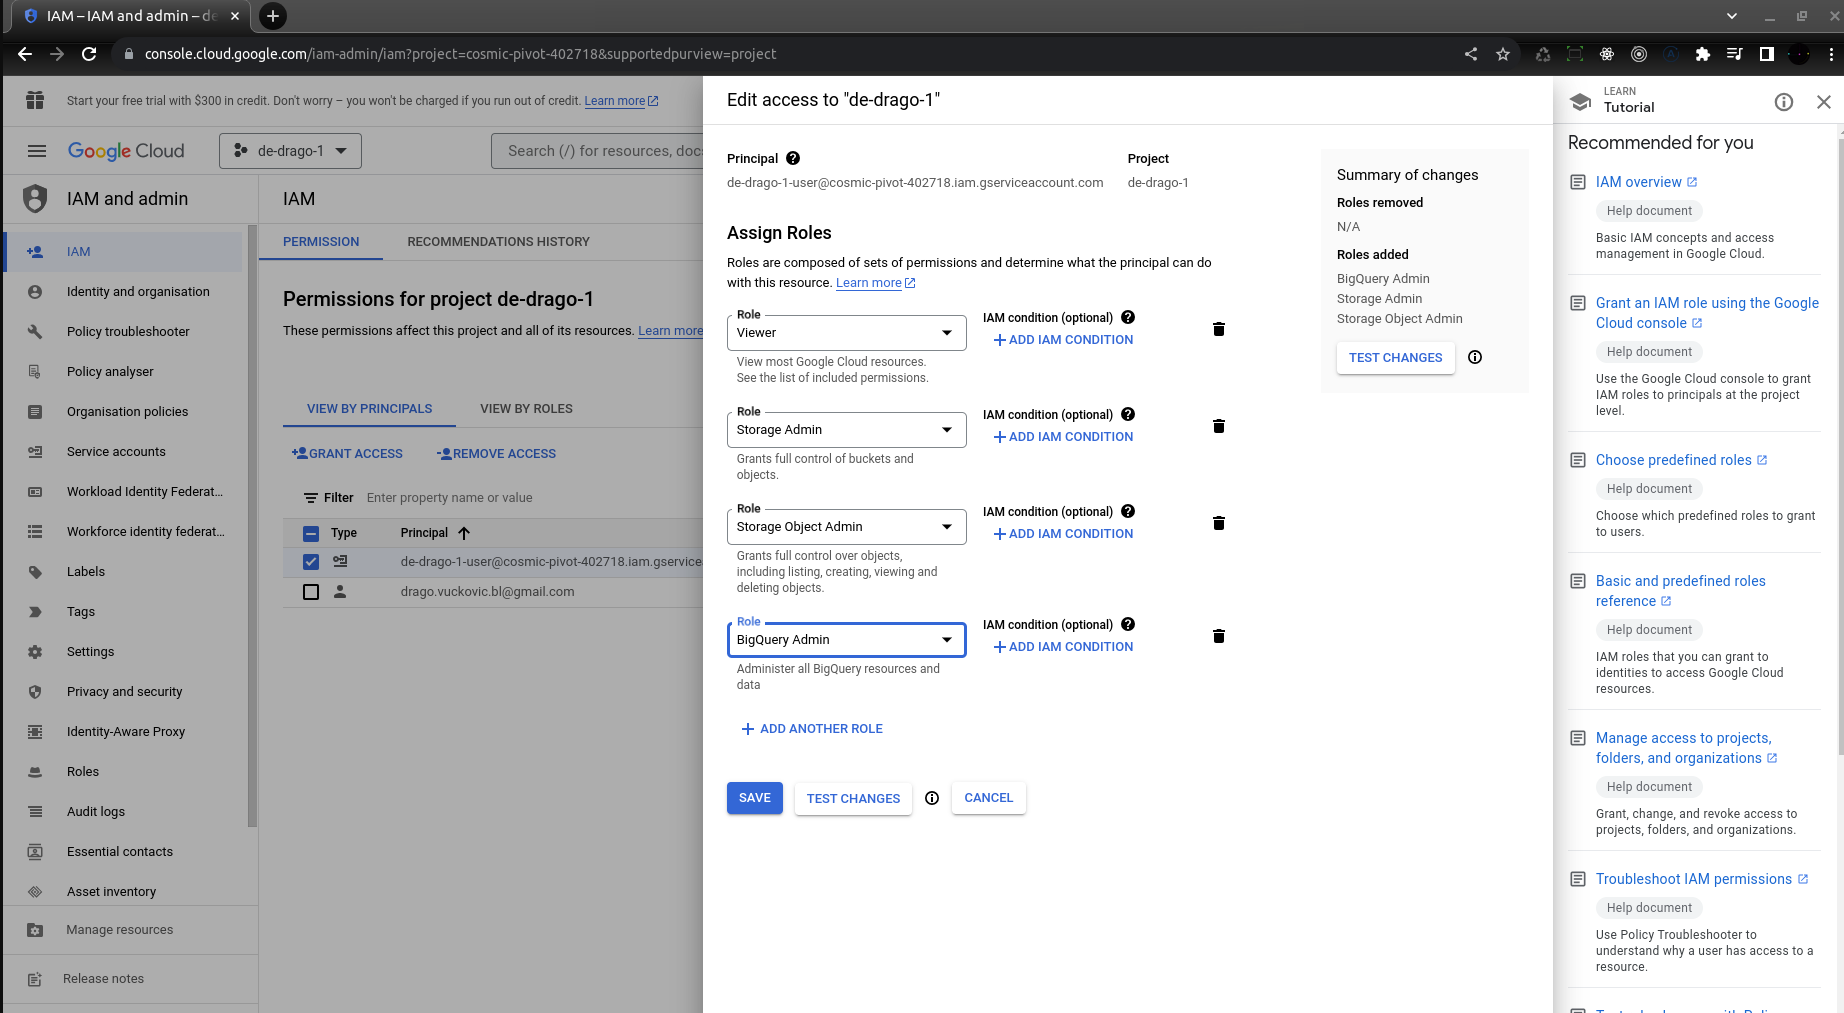 IAM – IAM and admin – de
console.cloud.google.com/iam-admin/iam?project=cosmic-pivot-402718&supportedpurview=project
Start your free trial with $300 in credit. Don't worry – you won't be charged if you run out of credit. Learn more
Google Cloud
de-drago-1
Search (/) for resources, docs
IAM and admin
IAM
Identity and organisation
Policy troubleshooter
Policy analyser
Organisation policies
Service accounts
Workload Identity Federat…
Workforce identity federat…
Labels
Tags
Settings
Privacy and security
Identity-Aware Proxy
Roles
Audit logs
Essential contacts
Asset inventory
Manage resources
Release notes
IAM
PERMISSION
RECOMMENDATIONS HISTORY
Permissions for project de-drago-1
These permissions affect this project and all of its resources. Learn more
VIEW BY PRINCIPALS
VIEW BY ROLES
GRANT ACCESS
REMOVE ACCESS
Filter
Enter property name or value
Type
Principal
de-drago-1-user@cosmic-pivot-402718.iam.gservice
drago.vuckovic.bl@gmail.com
Edit access to "de-drago-1"
Principal
Project
de-drago-1-user@cosmic-pivot-402718.iam.gserviceaccount.com
de-drago-1
Assign Roles
Roles are composed of sets of permissions and determine what the principal can do
with this resource. Learn more
Role
Viewer
IAM condition (optional)
ADD IAM CONDITION
View most Google Cloud resources.
See the list of included permissions.
Role
Storage Admin
IAM condition (optional)
ADD IAM CONDITION
Grants full control of buckets and
objects.
Role
Storage Object Admin
IAM condition (optional)
ADD IAM CONDITION
Grants full control over objects,
including listing, creating, viewing and
deleting objects.
Role
BigQuery Admin
IAM condition (optional)
ADD IAM CONDITION
Administer all BigQuery resources and
data
ADD ANOTHER ROLE
SAVE
TEST CHANGES
CANCEL
Summary of changes
Roles removed
N/A
Roles added
BigQuery Admin
Storage Admin
Storage Object Admin
TEST CHANGES
LEARN
Tutorial
Recommended for you
IAM overview
Help document
Basic IAM concepts and access
management in Google Cloud.
Grant an IAM role using the Google
Cloud console
Help document
Use the Google Cloud console to grant
IAM roles to principals at the project
level.
Choose predefined roles
Help document
Choose which predefined roles to grant
to users.
Basic and predefined roles
reference
Help document
IAM roles that you can grant to
identities to access Google Cloud
resources.
Manage access to projects,
folders, and organizations
Help document
Grant, change, and revoke access to
projects, folders, and organizations.
Troubleshoot IAM permissions
Help document
Use Policy Troubleshooter to
understand why a user has access to a
resource.